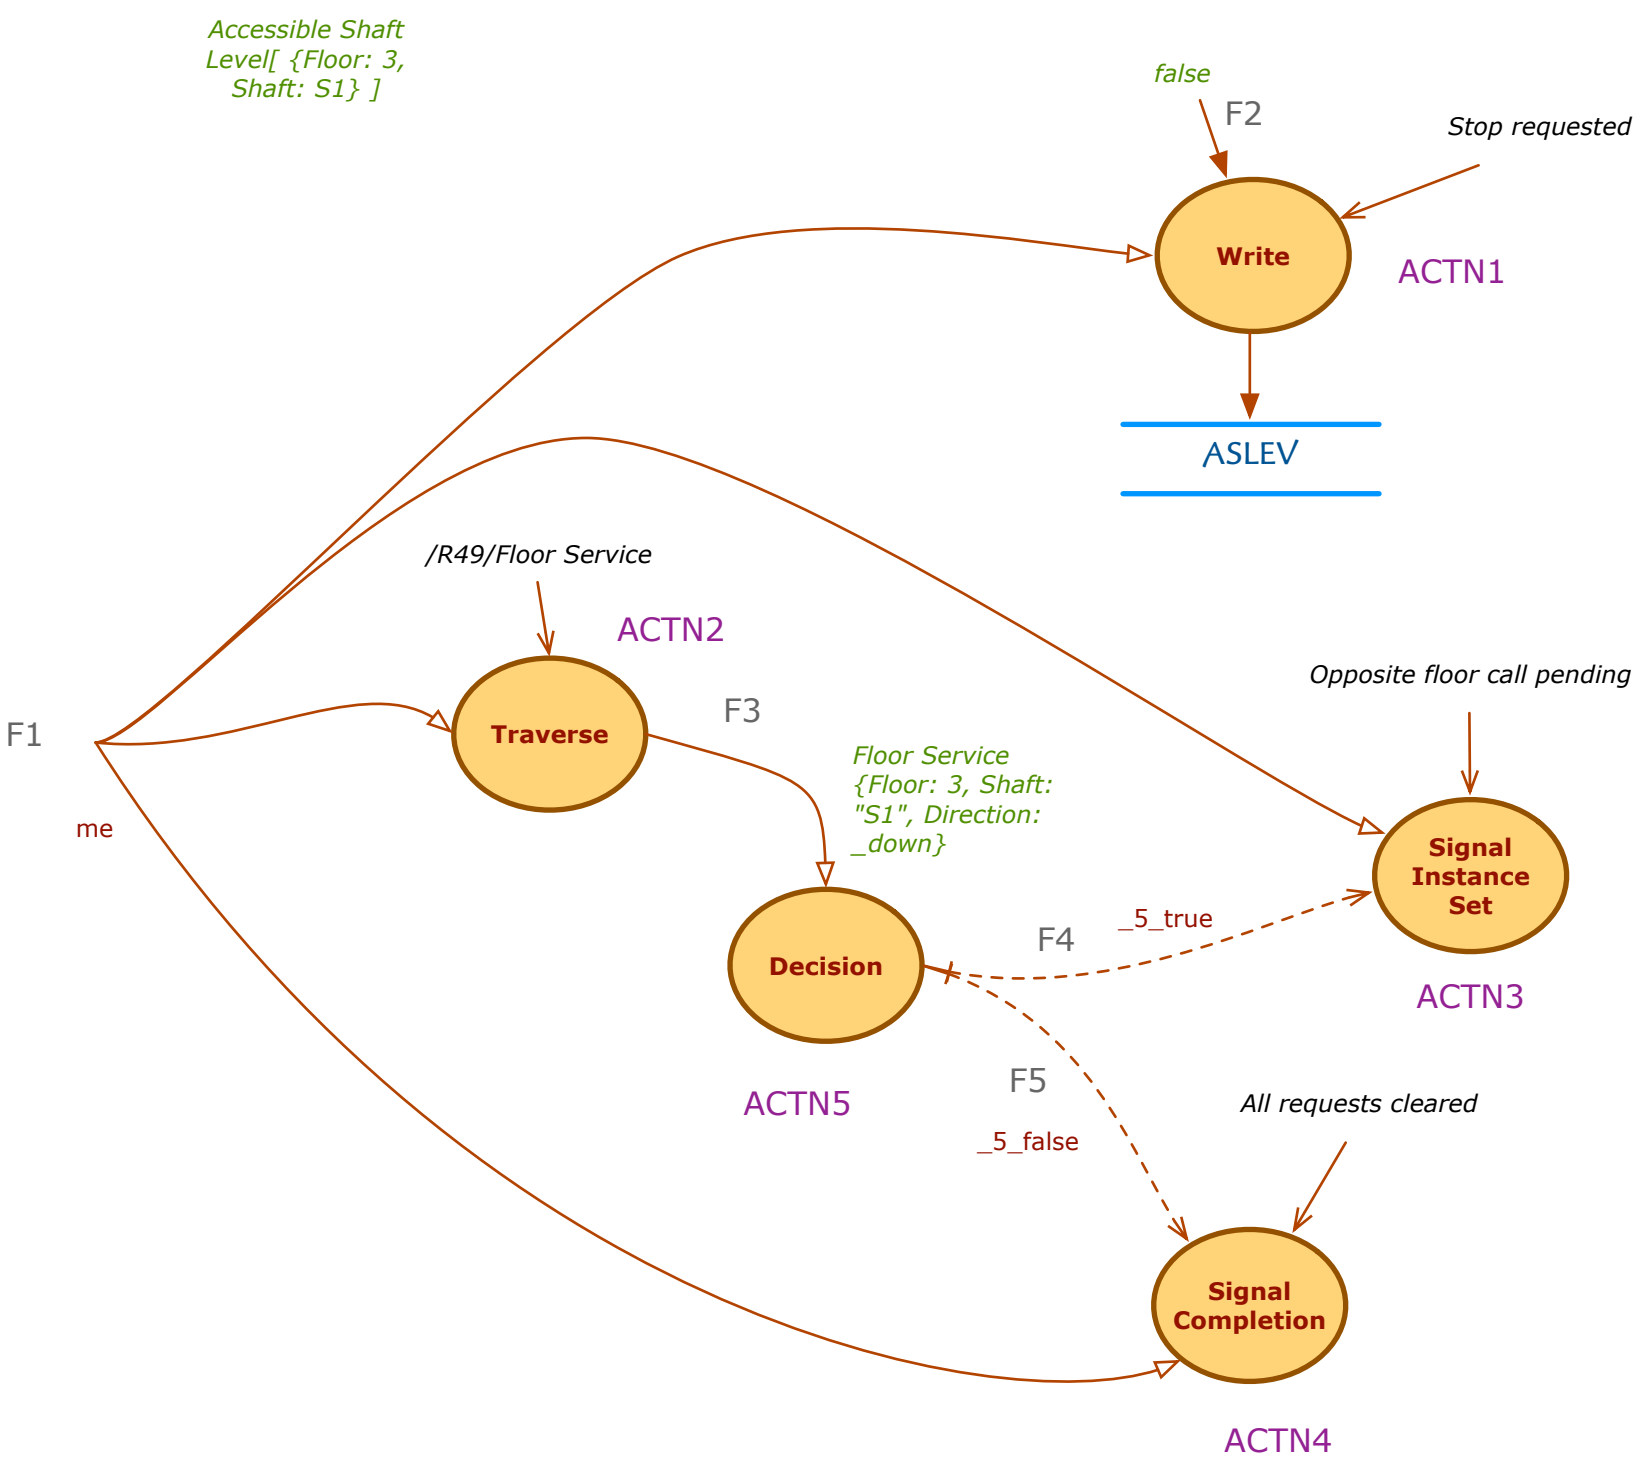 Accessible Shaft
Level[ {Floor: 3,
Shaft: S1} ]
false
F2
Stop requested
Write
ACTN1
ASLEV
/R49/Floor Service
ACTN2
Traverse
F3
F1
me
Opposite floor call pending
Floor Service
{Floor: 3, Shaft:
"S1", Direction:
_down}
Signal
Instance
Set
ACTN3
Decision
F4
_5_true
ACTN5
F5
_5_false
All requests cleared
Signal
Completion
ACTN4